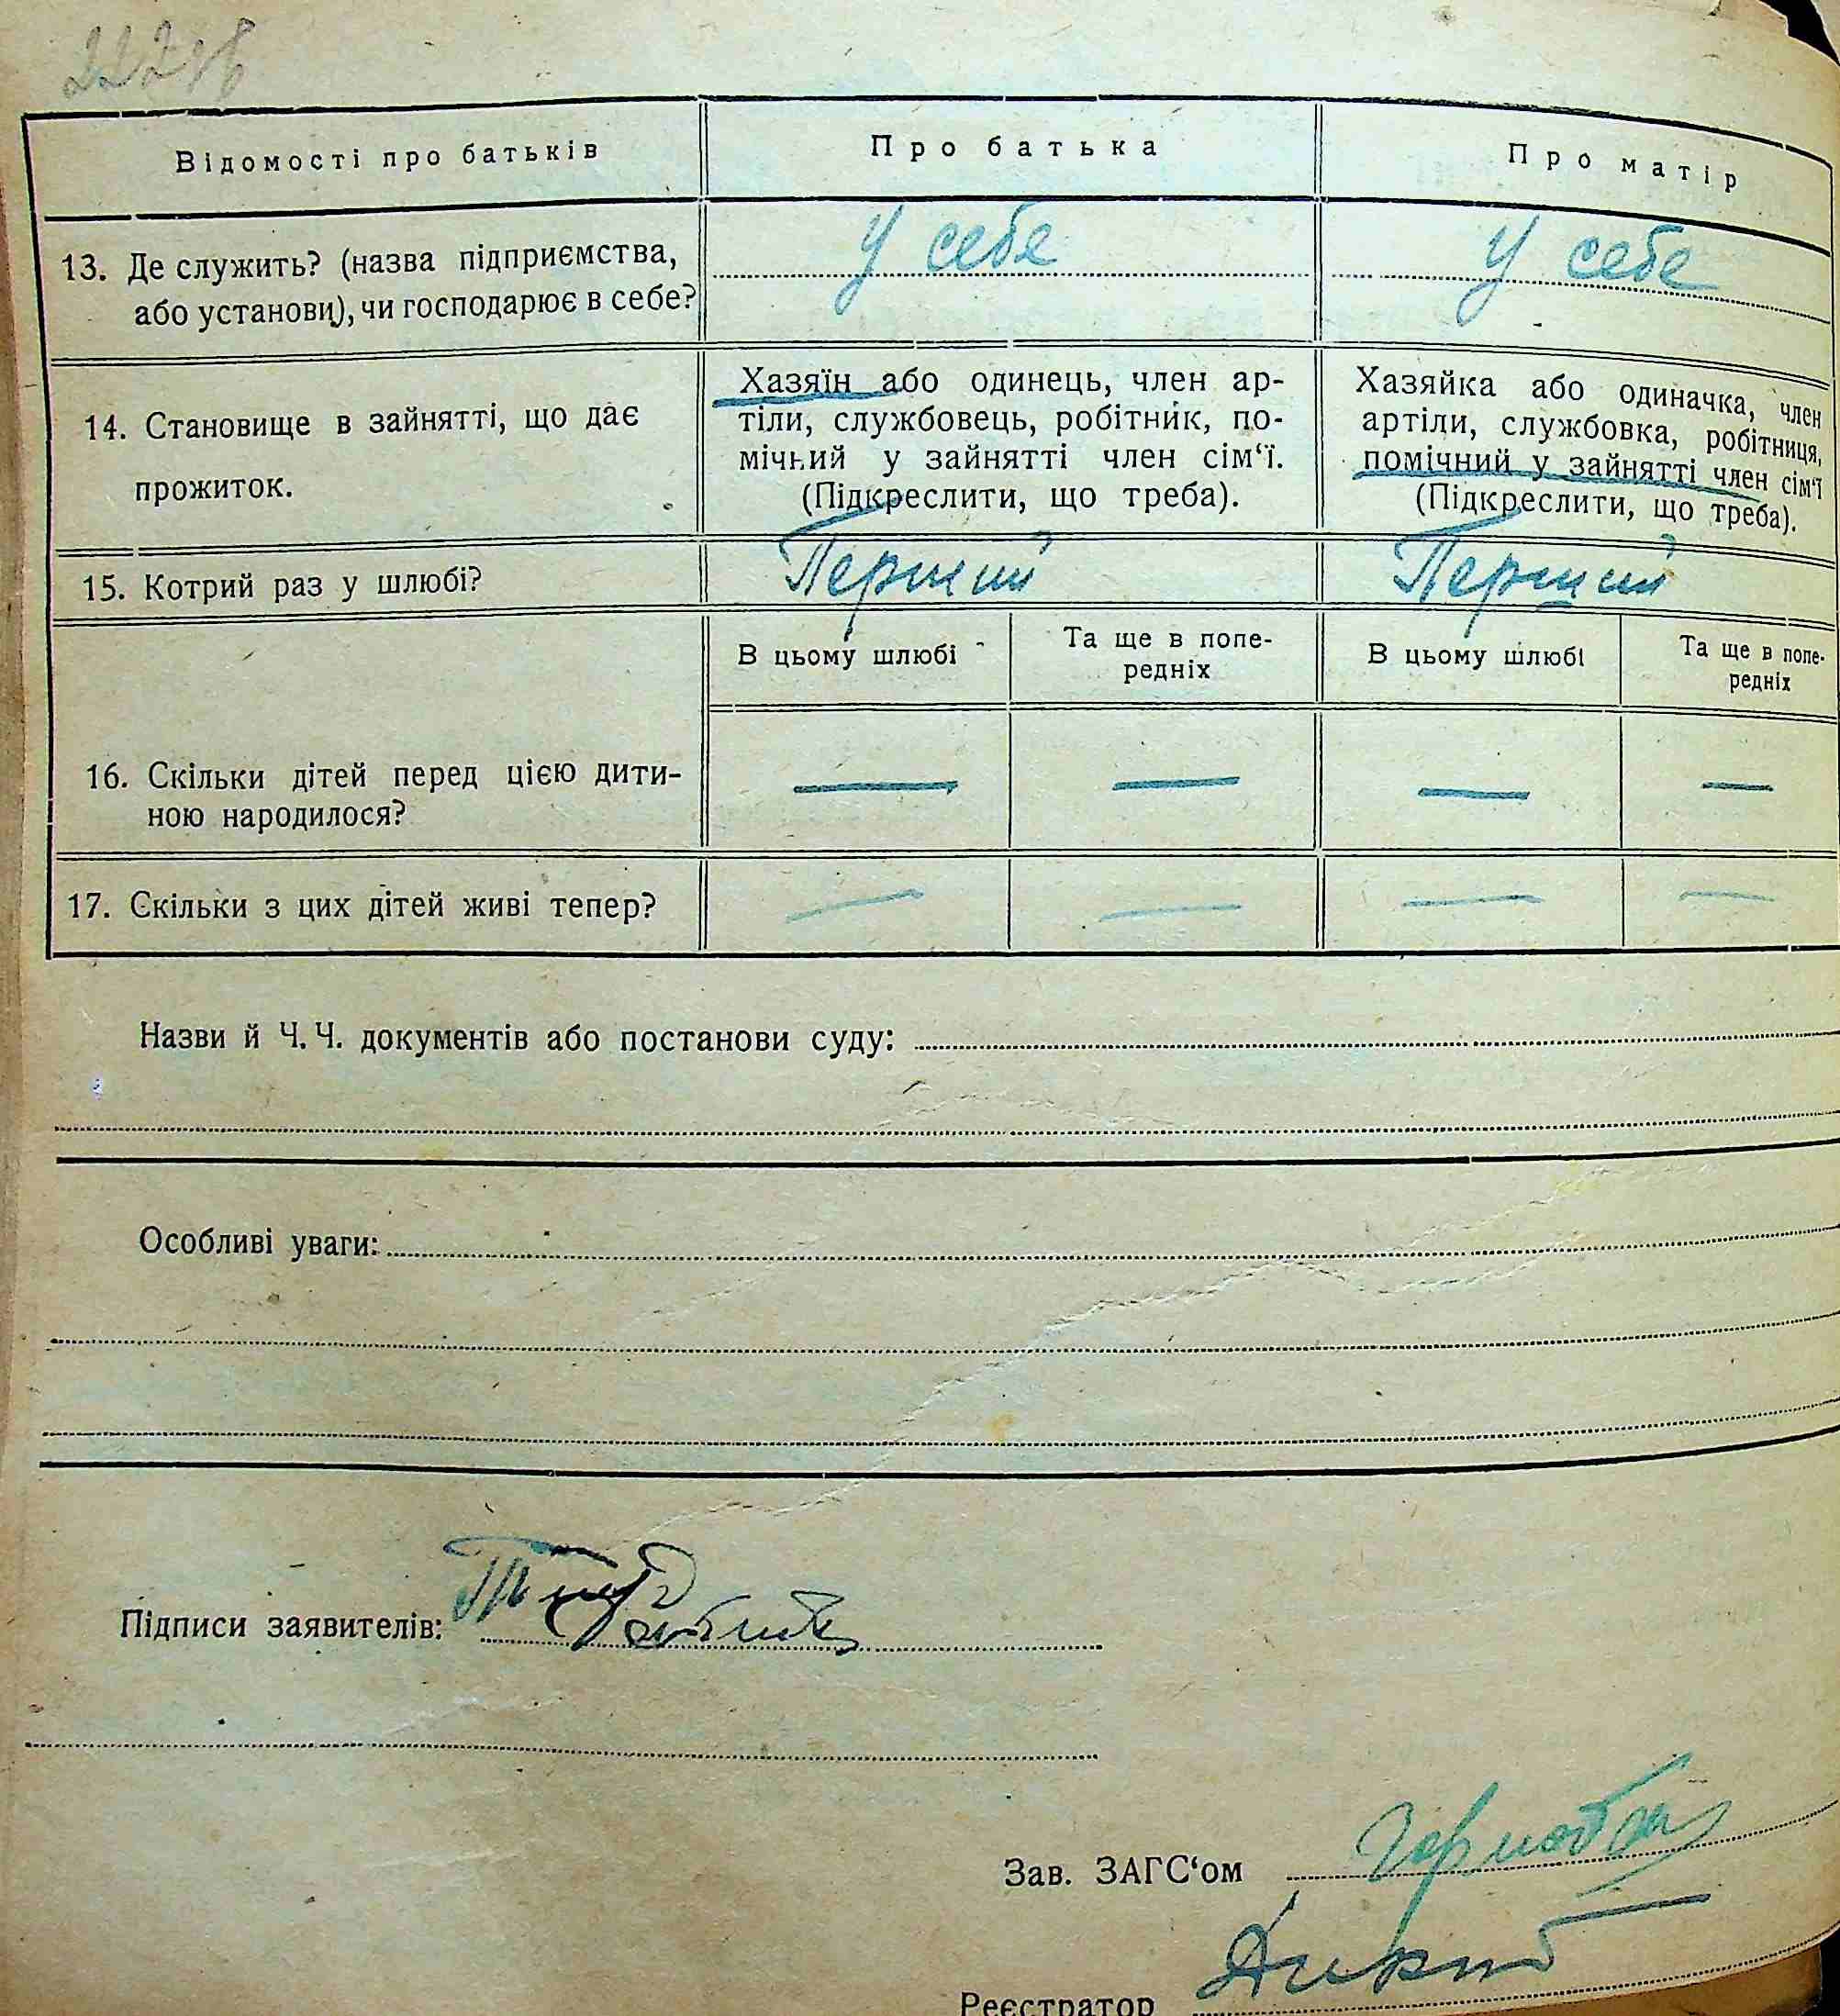 Відомості про батьків
Про батька
Про матір
13. Де служить? (назва підприємства,
або установи), чи господарює в себе?
У себе
У себе
14. Становище в зайнятті, що дає
прожиток.
Хазяїн або одинець, член ар-
тіли, службовець, робітник, по-
мічний у зайнятті член сім‘ї.
(Підкреслити, що треба).
Хазяйка або одиначка, член
артіли, службовка, робітниця,
помічний у зайнятті член сім‘ї
(Підкреслити, що треба).
15. Котрий раз у шлюбі?
Перший
Перший
В цьому шлюбі
Та ще в попе-
редніх
В цьому шлюбі
Та ще в попе-
редніх
16. Скільки дітей перед цією дити-
ною народилося?
— — — —
17. Скільки з цих дітей живі тепер?
— — — —
Назви й Ч. Ч. документів або постанови суду:
Особливі уваги:
Підписи заявителів:
Зав. ЗАГС‘ом
Реєстратор